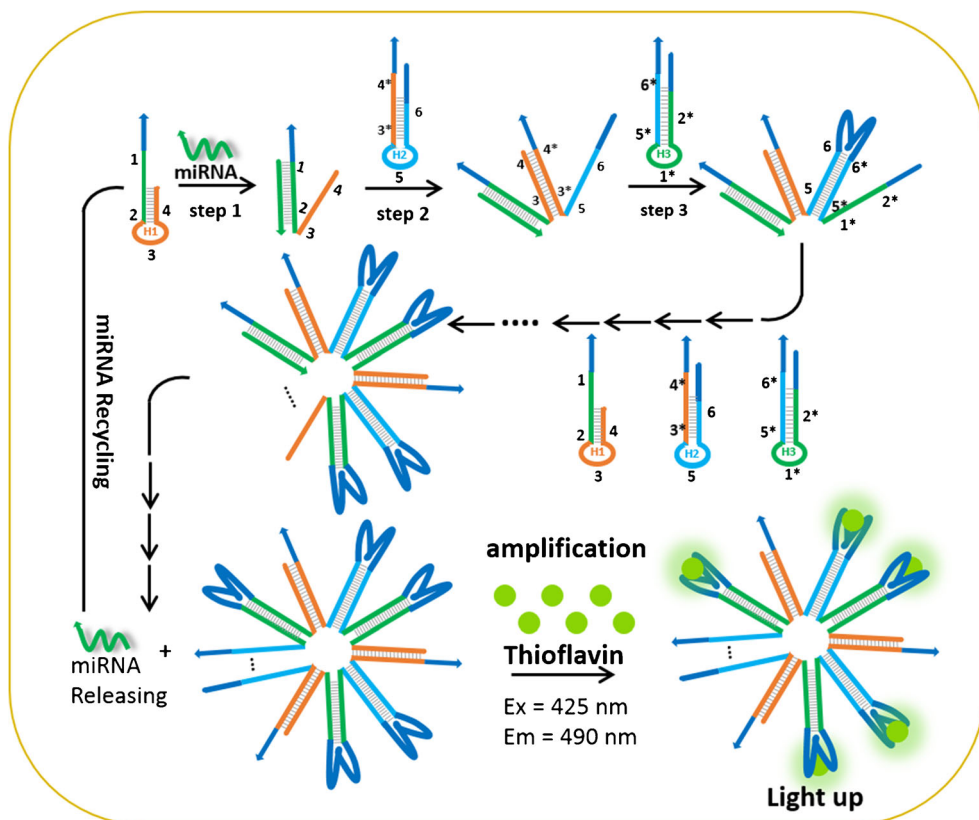 4*
6
3*
H2
5
6*
2*
5*
H3
1*
1
miRNA
step 1
2
4
H1
3
1
2
4
3
step 2
4*
4
6
3
3*
5
step 3
6
6*
5
5*
2*
1*
miRNA Recycling
1
2
4
H1
3
4*
6
3*
H2
5
6*
2*
5*
H3
1*
amplification
Thioflavin
Ex = 425 nm
Em = 490 nm
miRNA
Releasing
+
Light up